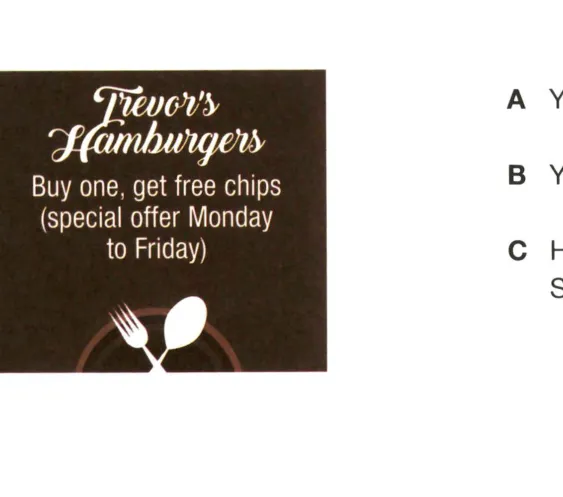 Trevor's
Hamburgers
Buy one, get free chips
(special offer Monday
to Friday)
A Y
B Y
C H
S